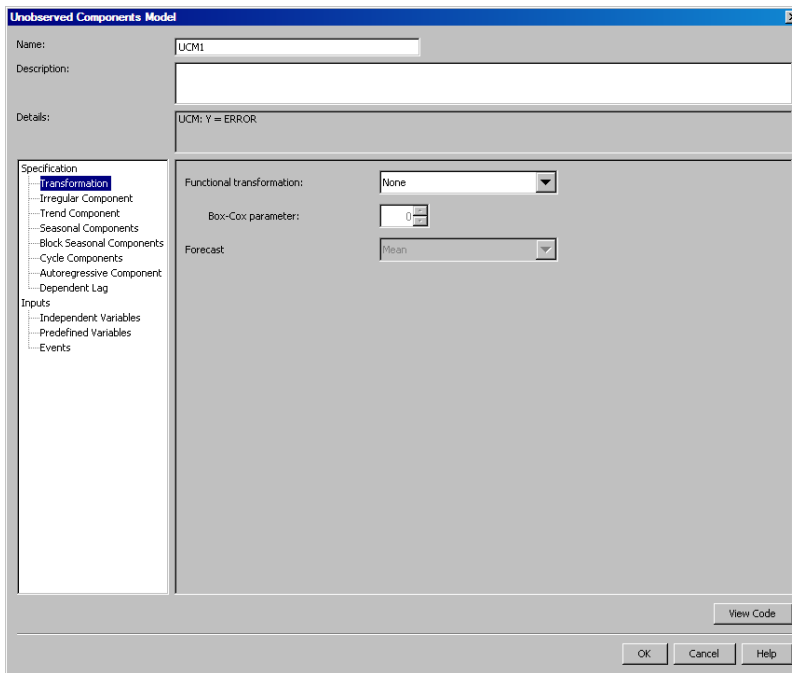 Unobserved Components Model
Name:
UCM1
Description:
Details:
UCM: Y = ERROR
Specification
Transformation
Irregular Component
Trend Component
Seasonal Components
Block Seasonal Components
Cycle Components
Autoregressive Component
Dependent Lag
Inputs
Independent Variables
Predefined Variables
Events
Functional transformation:
None
Box-Cox parameter:
0
Forecast
Mean
View Code
OK
Cancel
Help